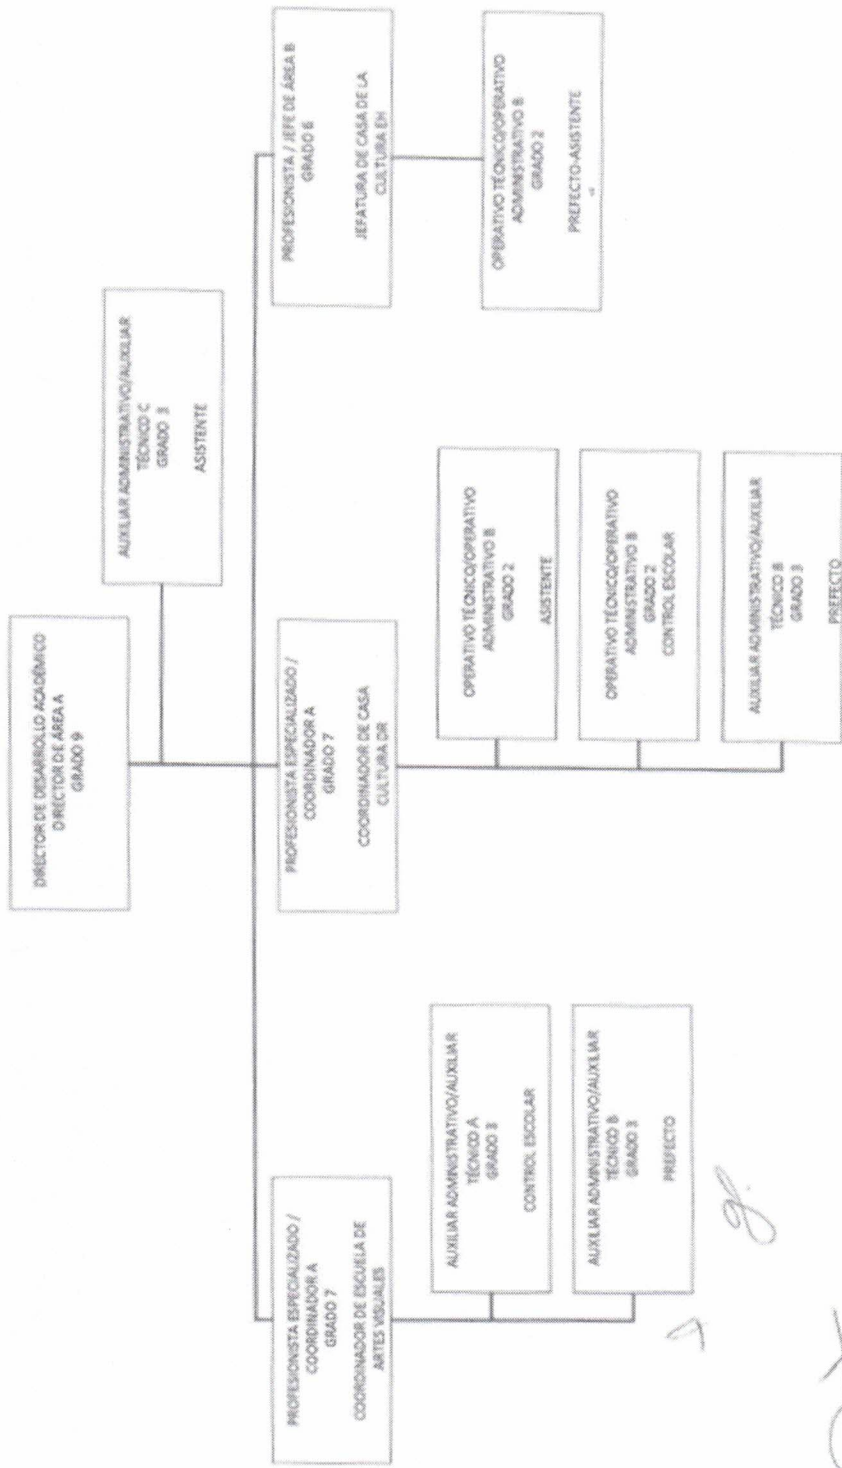 DIRECTOR DE DESARROLLO ACADÉMICO
DIRECTOR DE ÁREA A
GRADO 9
AUXILIAR ADMINISTRATIVO/AUXILIAR
TÉCNICO C
GRADO 3
ASISTENTE
PROFESIONISTA ESPECIALIZADO /
COORDINADOR A
GRADO 7
COORDINADOR DE ESCUELA DE
ARTES VISUALES
AUXILIAR ADMINISTRATIVO/AUXILIAR
TÉCNICO A
GRADO 3
CONTROL ESCOLAR
AUXILIAR ADMINISTRATIVO/AUXILIAR
TÉCNICO B
GRADO 3
PREFECTO
PROFESIONISTA ESPECIALIZADO /
COORDINADOR A
GRADO 7
COORDINADOR DE CASA
CULTURA DR
OPERATIVO TÉCNICO/OPERATIVO
ADMINISTRATIVO B
GRADO 2
ASISTENTE
OPERATIVO TÉCNICO/OPERATIVO
ADMINISTRATIVO B
GRADO 2
CONTROL ESCOLAR
AUXILIAR ADMINISTRATIVO/AUXILIAR
TÉCNICO B
GRADO 3
PREFECTO
PROFESIONISTA / JEFE DE ÁREA B
GRADO 6
JEFATURA DE CASA DE LA
CULTURA EH
OPERATIVO TÉCNICO/OPERATIVO
ADMINISTRATIVO B
GRADO 2
PREFECTO-ASISTENTE